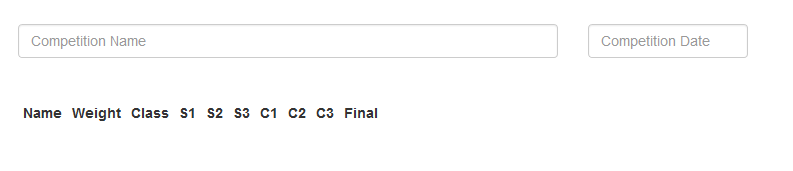 Competition Name Competition Date
Name Weight Class S1 S2 S3 C1 C2 C3 Final